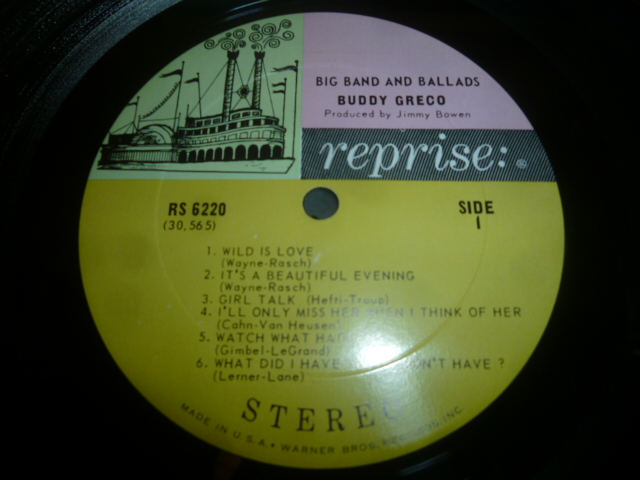 BIG BAND AND BALLADS
BUDDY GRECO
Produced by Jimmy Bowen
reprise: ®
RS 6220
(30,565)
SIDE
1
1. WILD IS LOVE
(Wayne-Rasch)
2. IT'S A BEAUTIFUL EVENING
(Wayne-Rasch)
3. GIRL TALK (Hefti-Troup)
4. I'LL ONLY MISS HER WHEN I THINK OF HER
(Cahn-Van Heusen)
5. WATCH WHAT
(Gimbel-LeGrand)
6. WHAT DID I HAVE DON'T HAVE ?
(Lerner-Lane)
STEREO
MADE IN U.S.A. • WARNER BROS. RECORDS, INC.